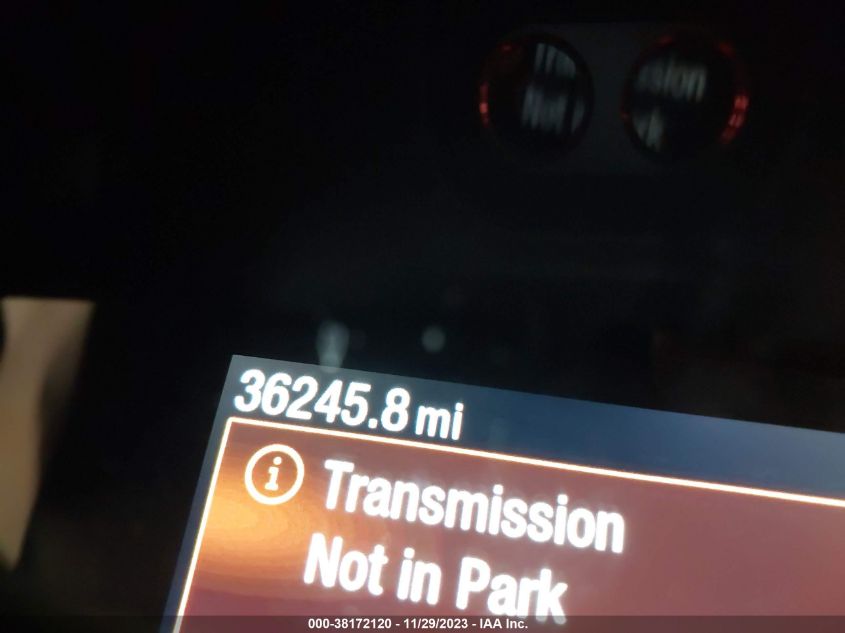 36245.8 mi
Transmission
Not in Park
000-38172120 - 11/29/2023 - IAA Inc.